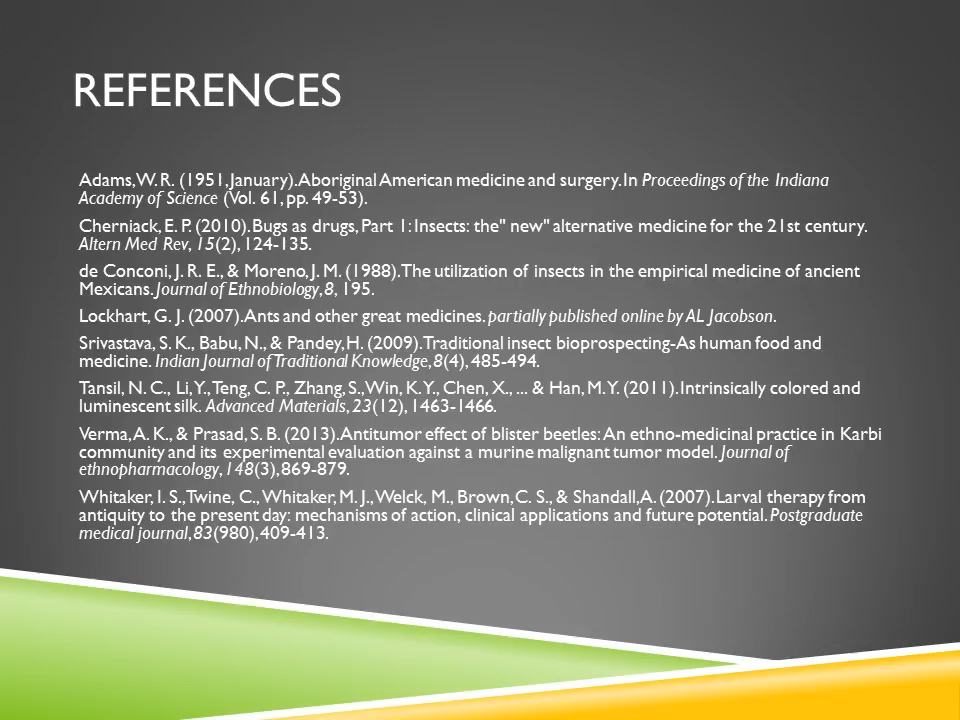 REFERENCES
Adams, W. R. (1951, January). Aboriginal American medicine and surgery. In Proceedings of the Indiana
Academy of Science (Vol. 61, pp. 49-53).
Cherniack, E. P. (2010). Bugs as drugs, Part 1: Insects: the" new" alternative medicine for the 21st century.
Altern Med Rev, 15(2), 124-135.
de Conconi, J. R. E., & Moreno, J. M. (1988). The utilization of insects in the empirical medicine of ancient
Mexicans. Journal of Ethnobiology, 8, 195.
Lockhart, G. J. (2007). Ants and other great medicines. partially published online by AL Jacobson.
Srivastava, S. K., Babu, N., & Pandey, H. (2009). Traditional insect bioprospecting-As human food and
medicine. Indian Journal of Traditional Knowledge, 8(4), 485-494.
Tansil, N. C., Li, Y., Teng, C. P., Zhang, S., Win, K. Y., Chen, X., ... & Han, M. Y. (2011). Intrinsically colored and
luminescent silk. Advanced Materials, 23(12), 1463-1466.
Verma, A. K., & Prasad, S. B. (2013). Antitumor effect of blister beetles: An ethno-medicinal practice in Karbi
community and its experimental evaluation against a murine malignant tumor model. Journal of
ethnopharmacology, 148(3), 869-879.
Whitaker, I. S., Twine, C., Whitaker, M. J., Welck, M., Brown, C. S., & Shandall, A. (2007). Larval therapy from
antiquity to the present day: mechanisms of action, clinical applications and future potential. Postgraduate
medical journal, 83(980), 409-413.